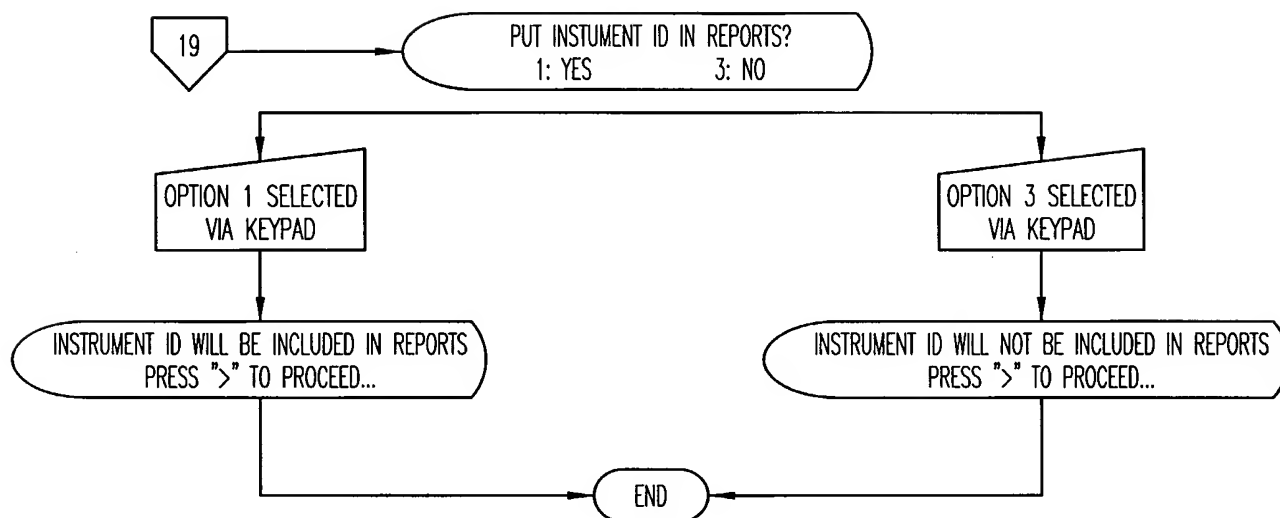 19
PUT INSTUMENT ID IN REPORTS?
1: YES 3: NO
OPTION 1 SELECTED
VIA KEYPAD
OPTION 3 SELECTED
VIA KEYPAD
INSTRUMENT ID WILL BE INCLUDED IN REPORTS
PRESS ">" TO PROCEED...
INSTRUMENT ID WILL NOT BE INCLUDED IN REPORTS
PRESS ">" TO PROCEED...
END